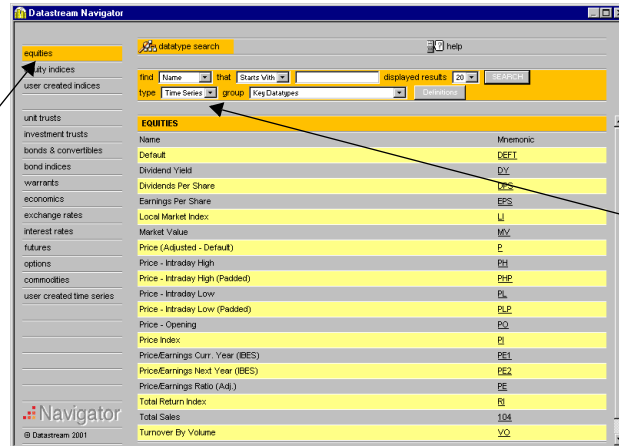 Datastream Navigator
datatype search
help
find Name that Starts With displayed results 20 SEARCH
type Time Series group Key Datatypes Definitions
equities
equity indices
user created indices
unit trusts
investment trusts
bonds & convertibles
bond indices
warrants
economics
exchange rates
interest rates
futures
options
commodities
user created time series
Navigator
© Datastream 2001
EQUITIES
Name Mnemonic
Default DEFT
Dividend Yield DY
Dividends Per Share DPS
Earnings Per Share EPS
Local Market Index LI
Market Value MV
Price (Adjusted - Default) P
Price - Intraday High PH
Price - Intraday High (Padded) PHP
Price - Intraday Low PL
Price - Intraday Low (Padded) PLP
Price - Opening PO
Price Index PI
Price/Earnings Curr. Year (IBES) PE1
Price/Earnings Next Year (IBES) PE2
Price/Earnings Ratio (Adj.) PE
Total Return Index RI
Total Sales 104
Turnover By Volume VO